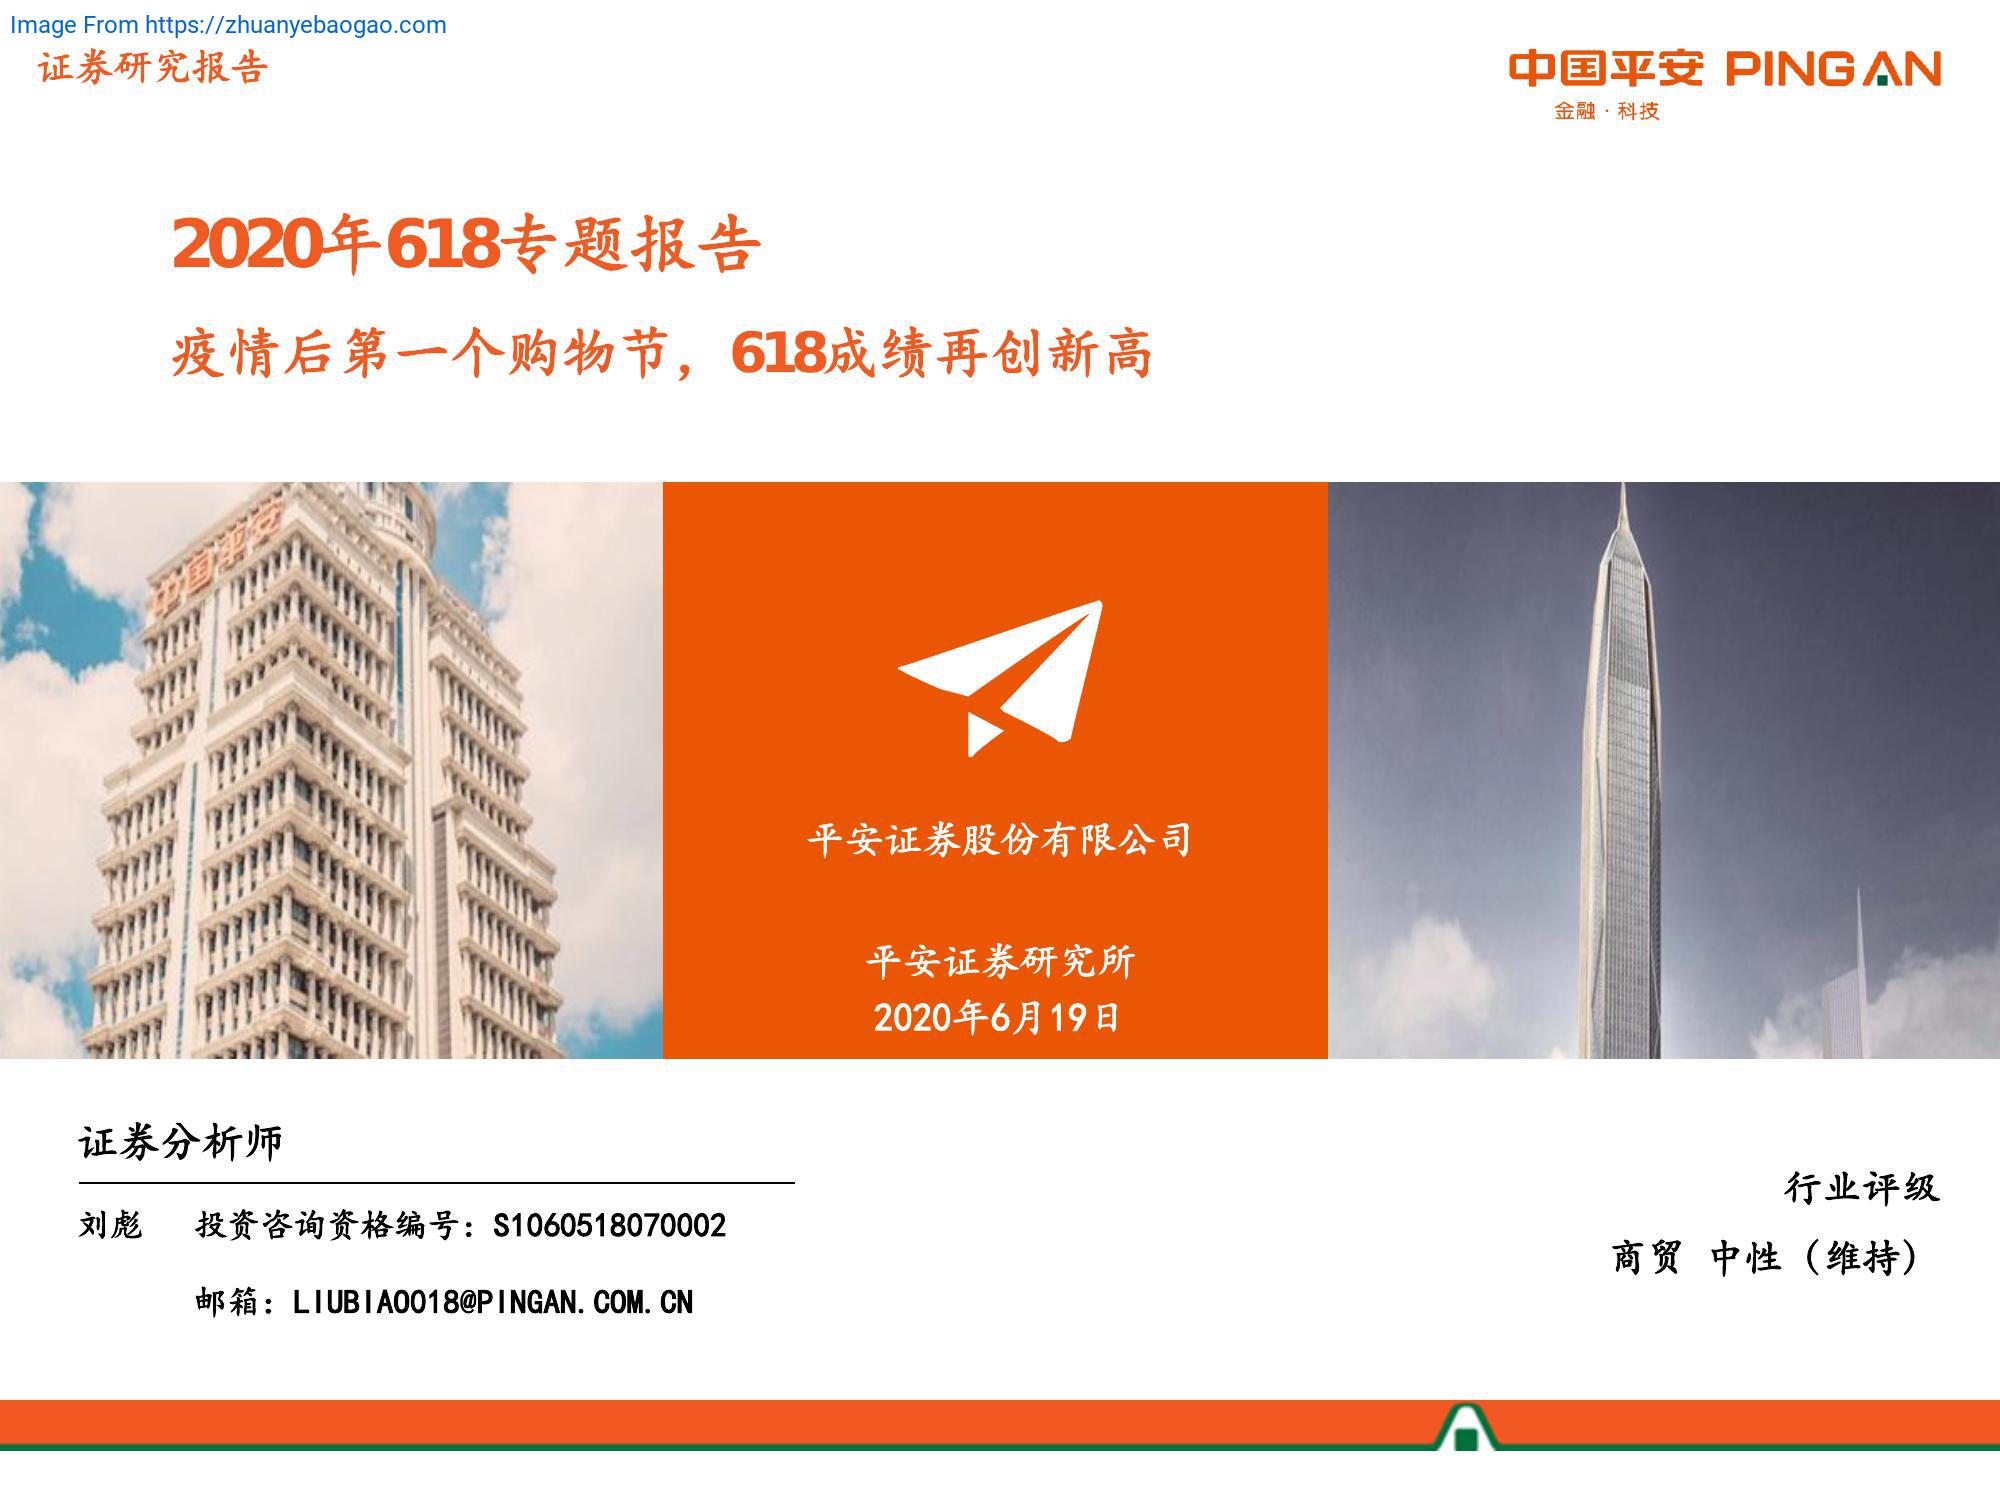 Image From https://zhuanyebaogao.com
证券研究报告
中国平安 PINGAN
金融·科技
2020年618专题报告
疫情后第一个购物节，618成绩再创新高
中国平安
平安证券股份有限公司
平安证券研究所
2020年6月19日
证券分析师
刘彪 投资咨询资格编号：S1060518070002
邮箱：LIUBIAO018@PINGAN.COM.CN
行业评级
商贸 中性（维持）